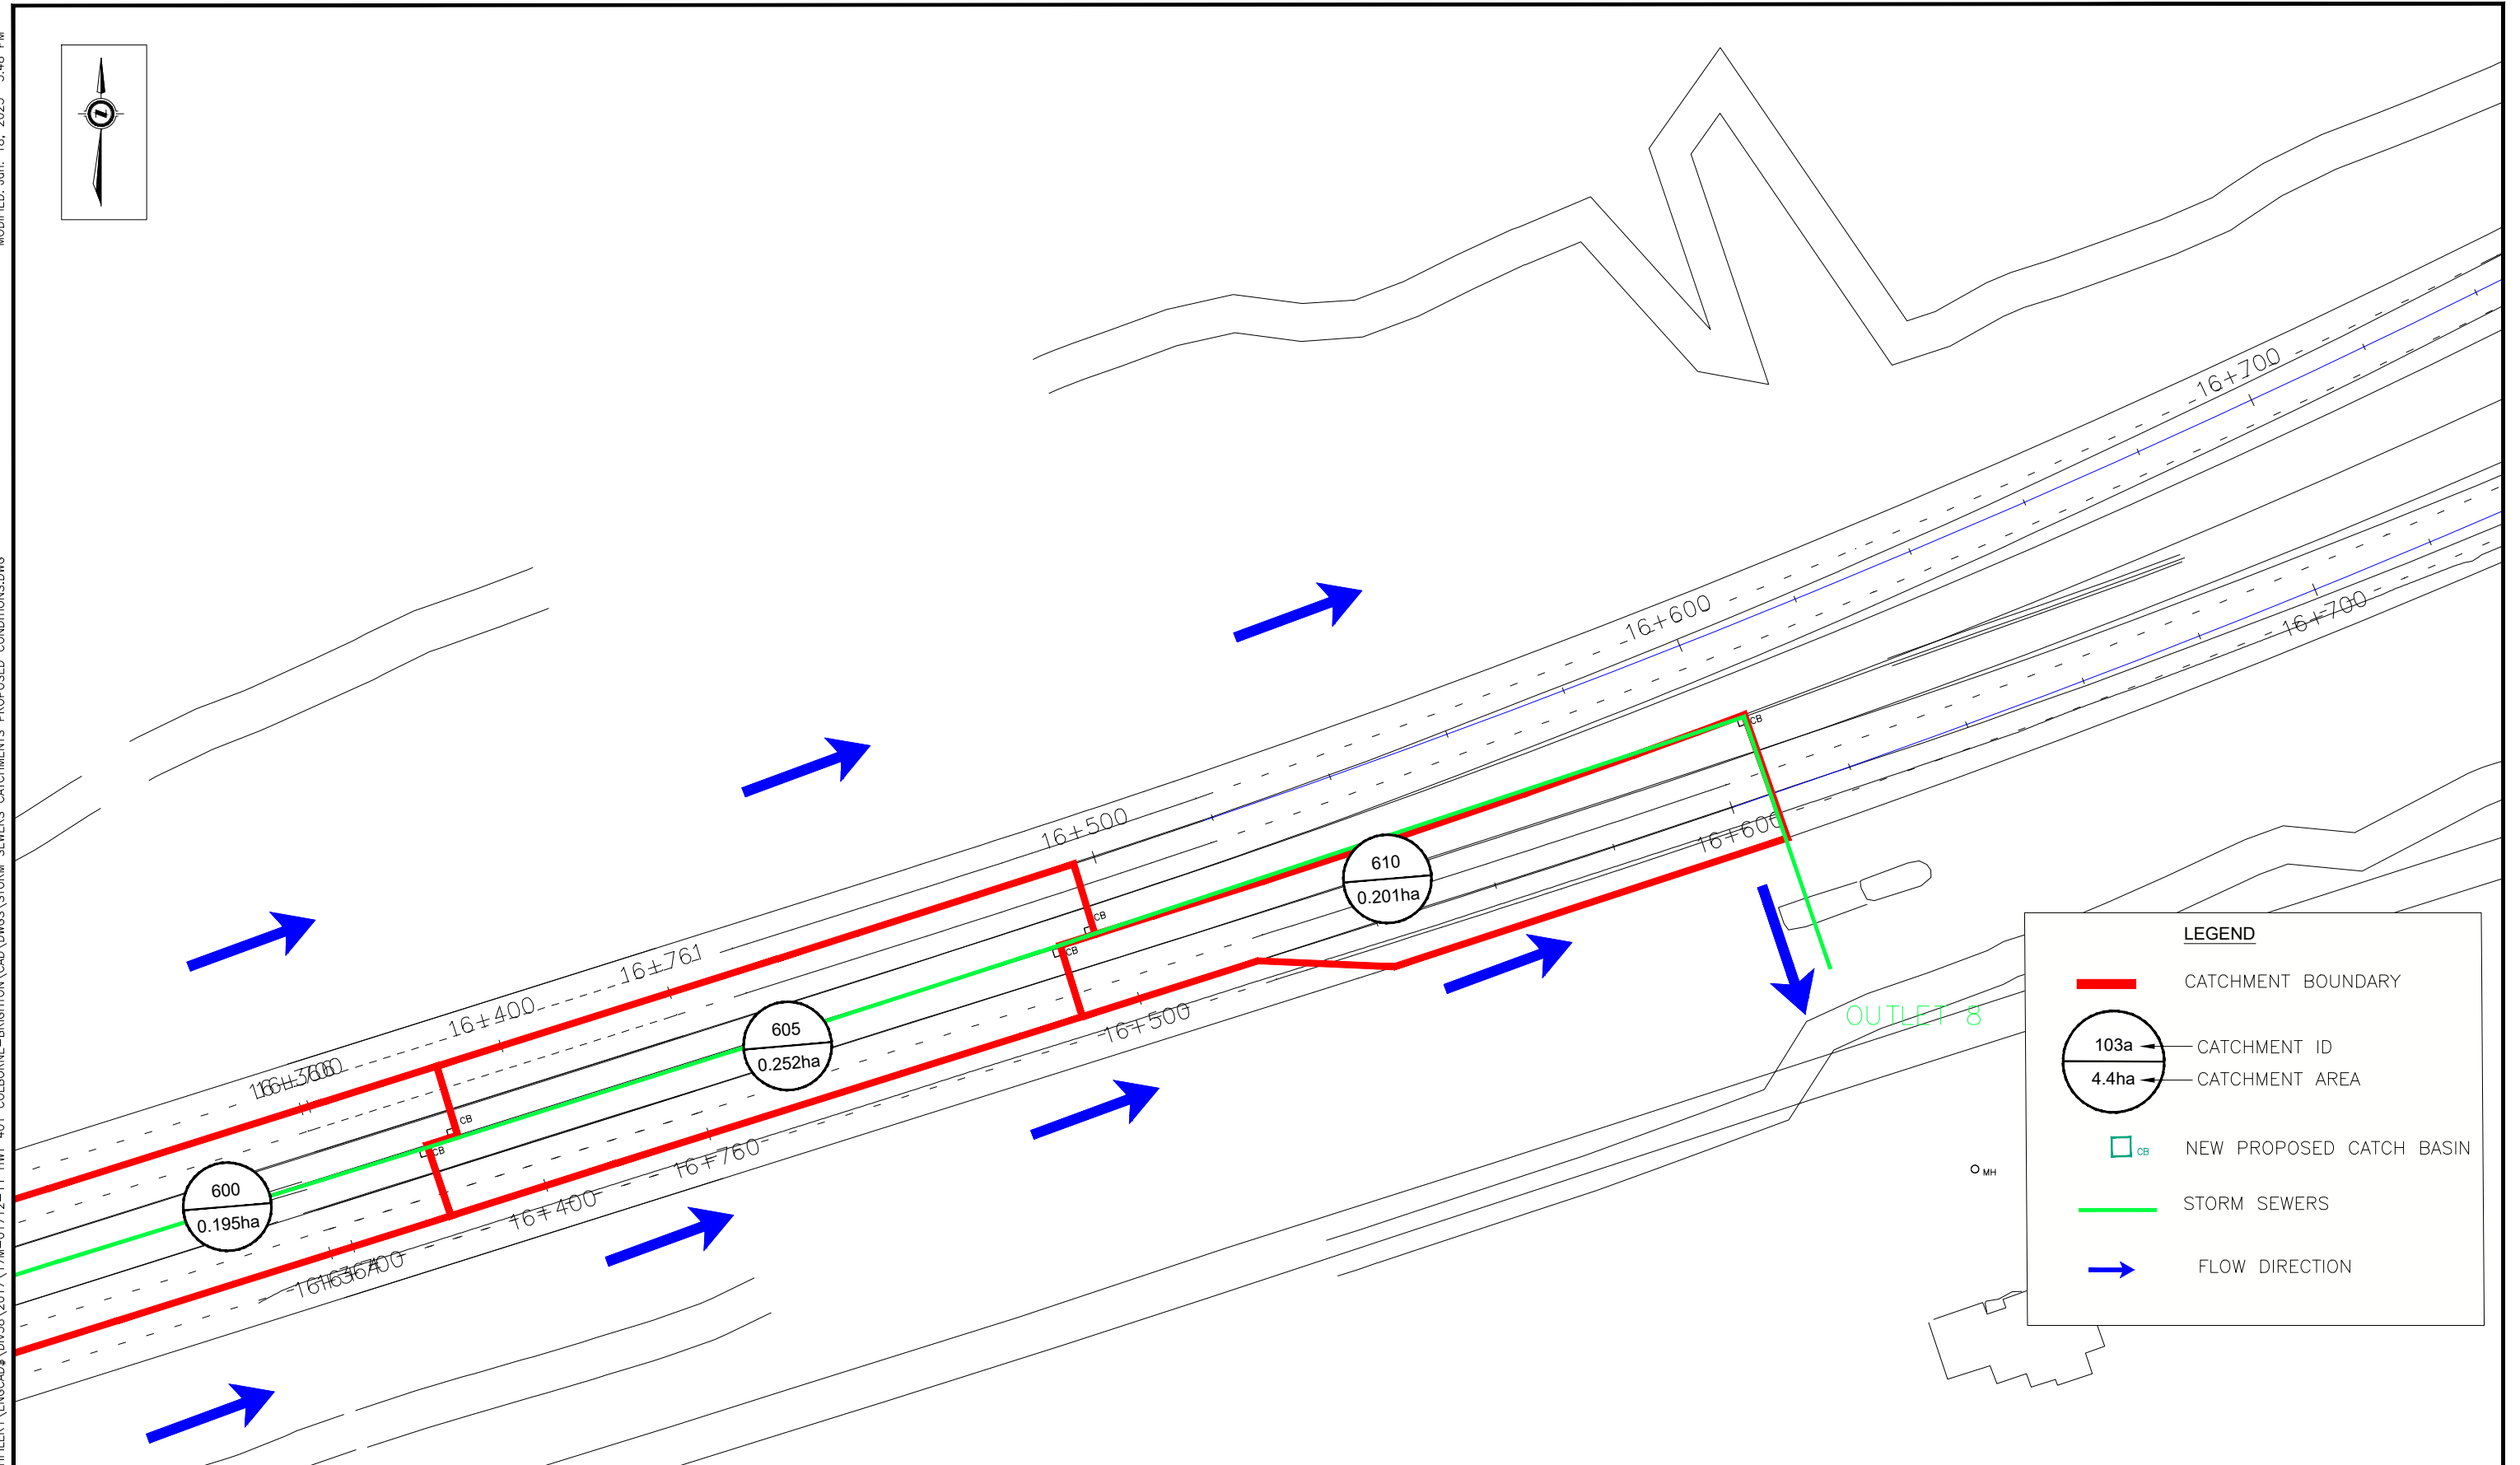 16+700
16+600
16+700
CB
16+500
16+600
610
0.201ha
CB
CB
16+761
16+500
16+400
605
0.252ha
OUTLET 8
CB
CB
16+760
16+400
600
0.195ha
MH
LEGEND
CATCHMENT BOUNDARY
103a
CATCHMENT ID
4.4ha
CATCHMENT AREA
CB
NEW PROPOSED CATCH BASIN
STORM SEWERS
FLOW DIRECTION